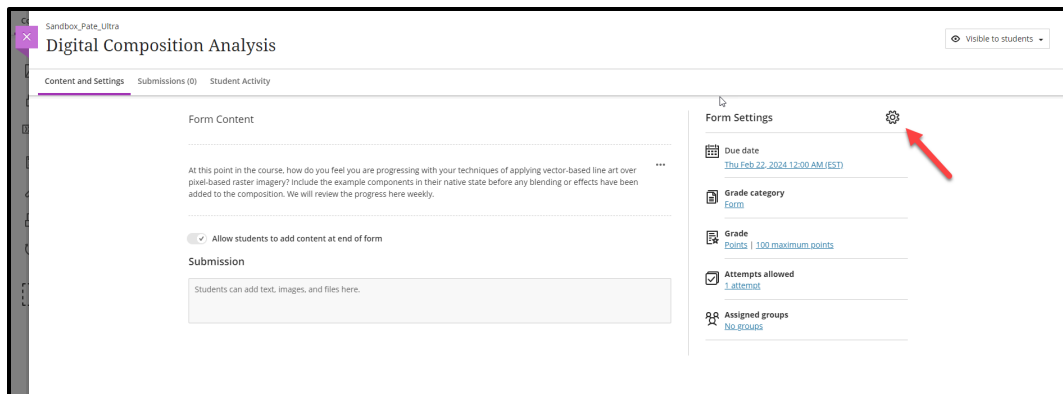 Sandbox_Pate_Ultra
Digital Composition Analysis
Visible to students
Content and Settings Submissions (0) Student Activity
Form Content
At this point in the course, how do you feel you are progressing with your techniques of applying vector-based line art over
pixel-based raster imagery? Include the example components in their native state before any blending or effects have been
added to the composition. We will review the progress here weekly.
Allow students to add content at end of form
Submission
Students can add text, images, and files here.
Form Settings
Due date
Thu Feb 22, 2024 12:00 AM (EST)
Grade category
Form
Grade
Points | 100 maximum points
Attempts allowed
1 attempt
Assigned groups
No groups